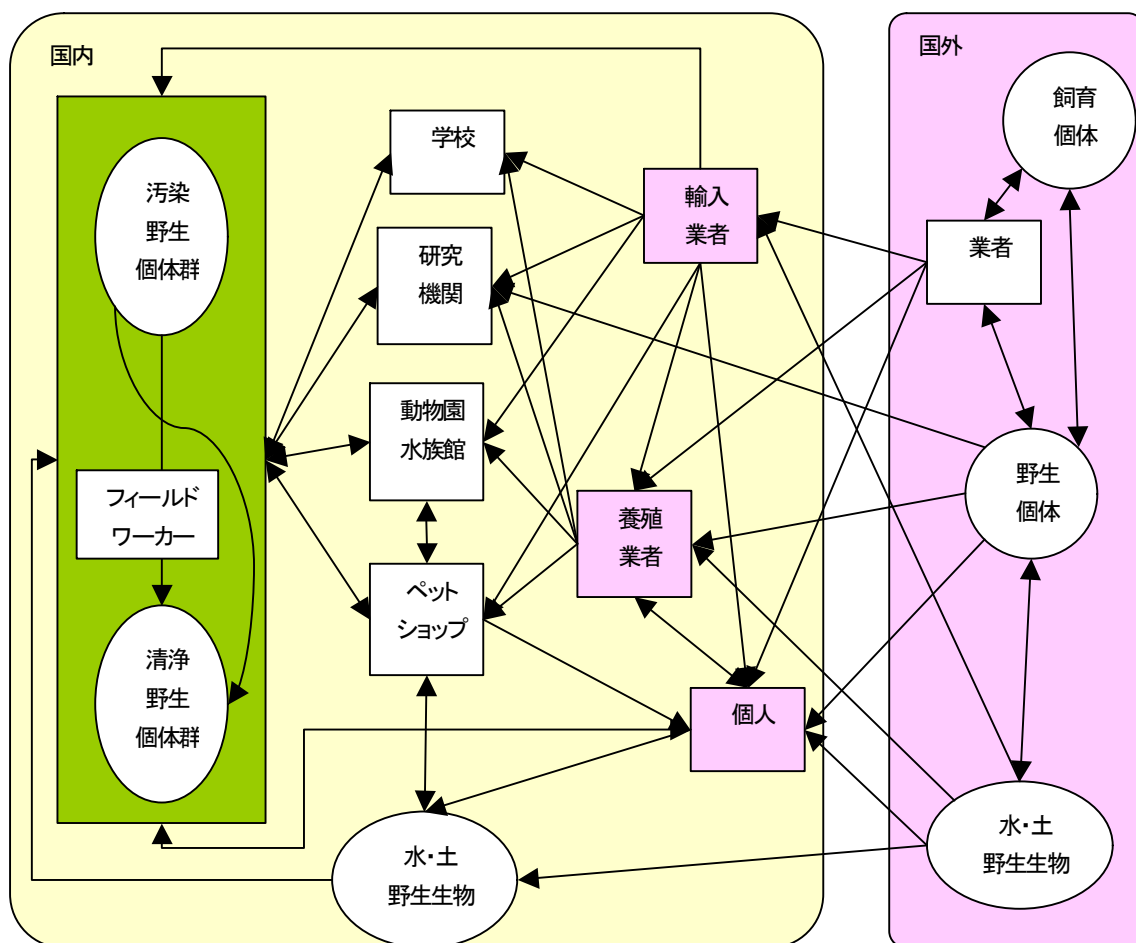 国内
汚染
野生
個体群
フィールド
ワーカー
清浄
野生
個体群
学校
研究
機関
動物園
水族館
ペット
ショップ
水・土
野生生物
輸入
業者
養殖
業者
個人
国外
飼育
個体
業者
野生
個体
水・土
野生生物